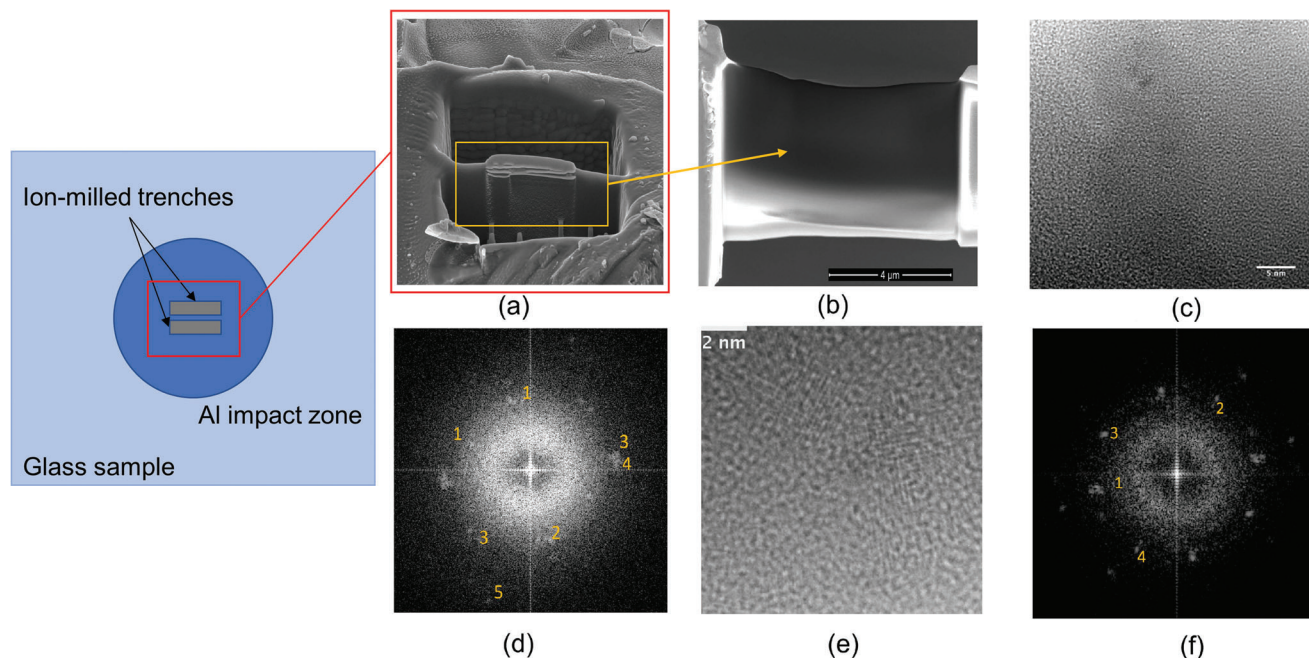 Ion-milled trenches
Al impact zone
Glass sample
(a)
4 µm
(b)
5 nm
(c)
1
1
3
4
3
2
5
(d)
2 nm
(e)
2
3
1
4
(f)